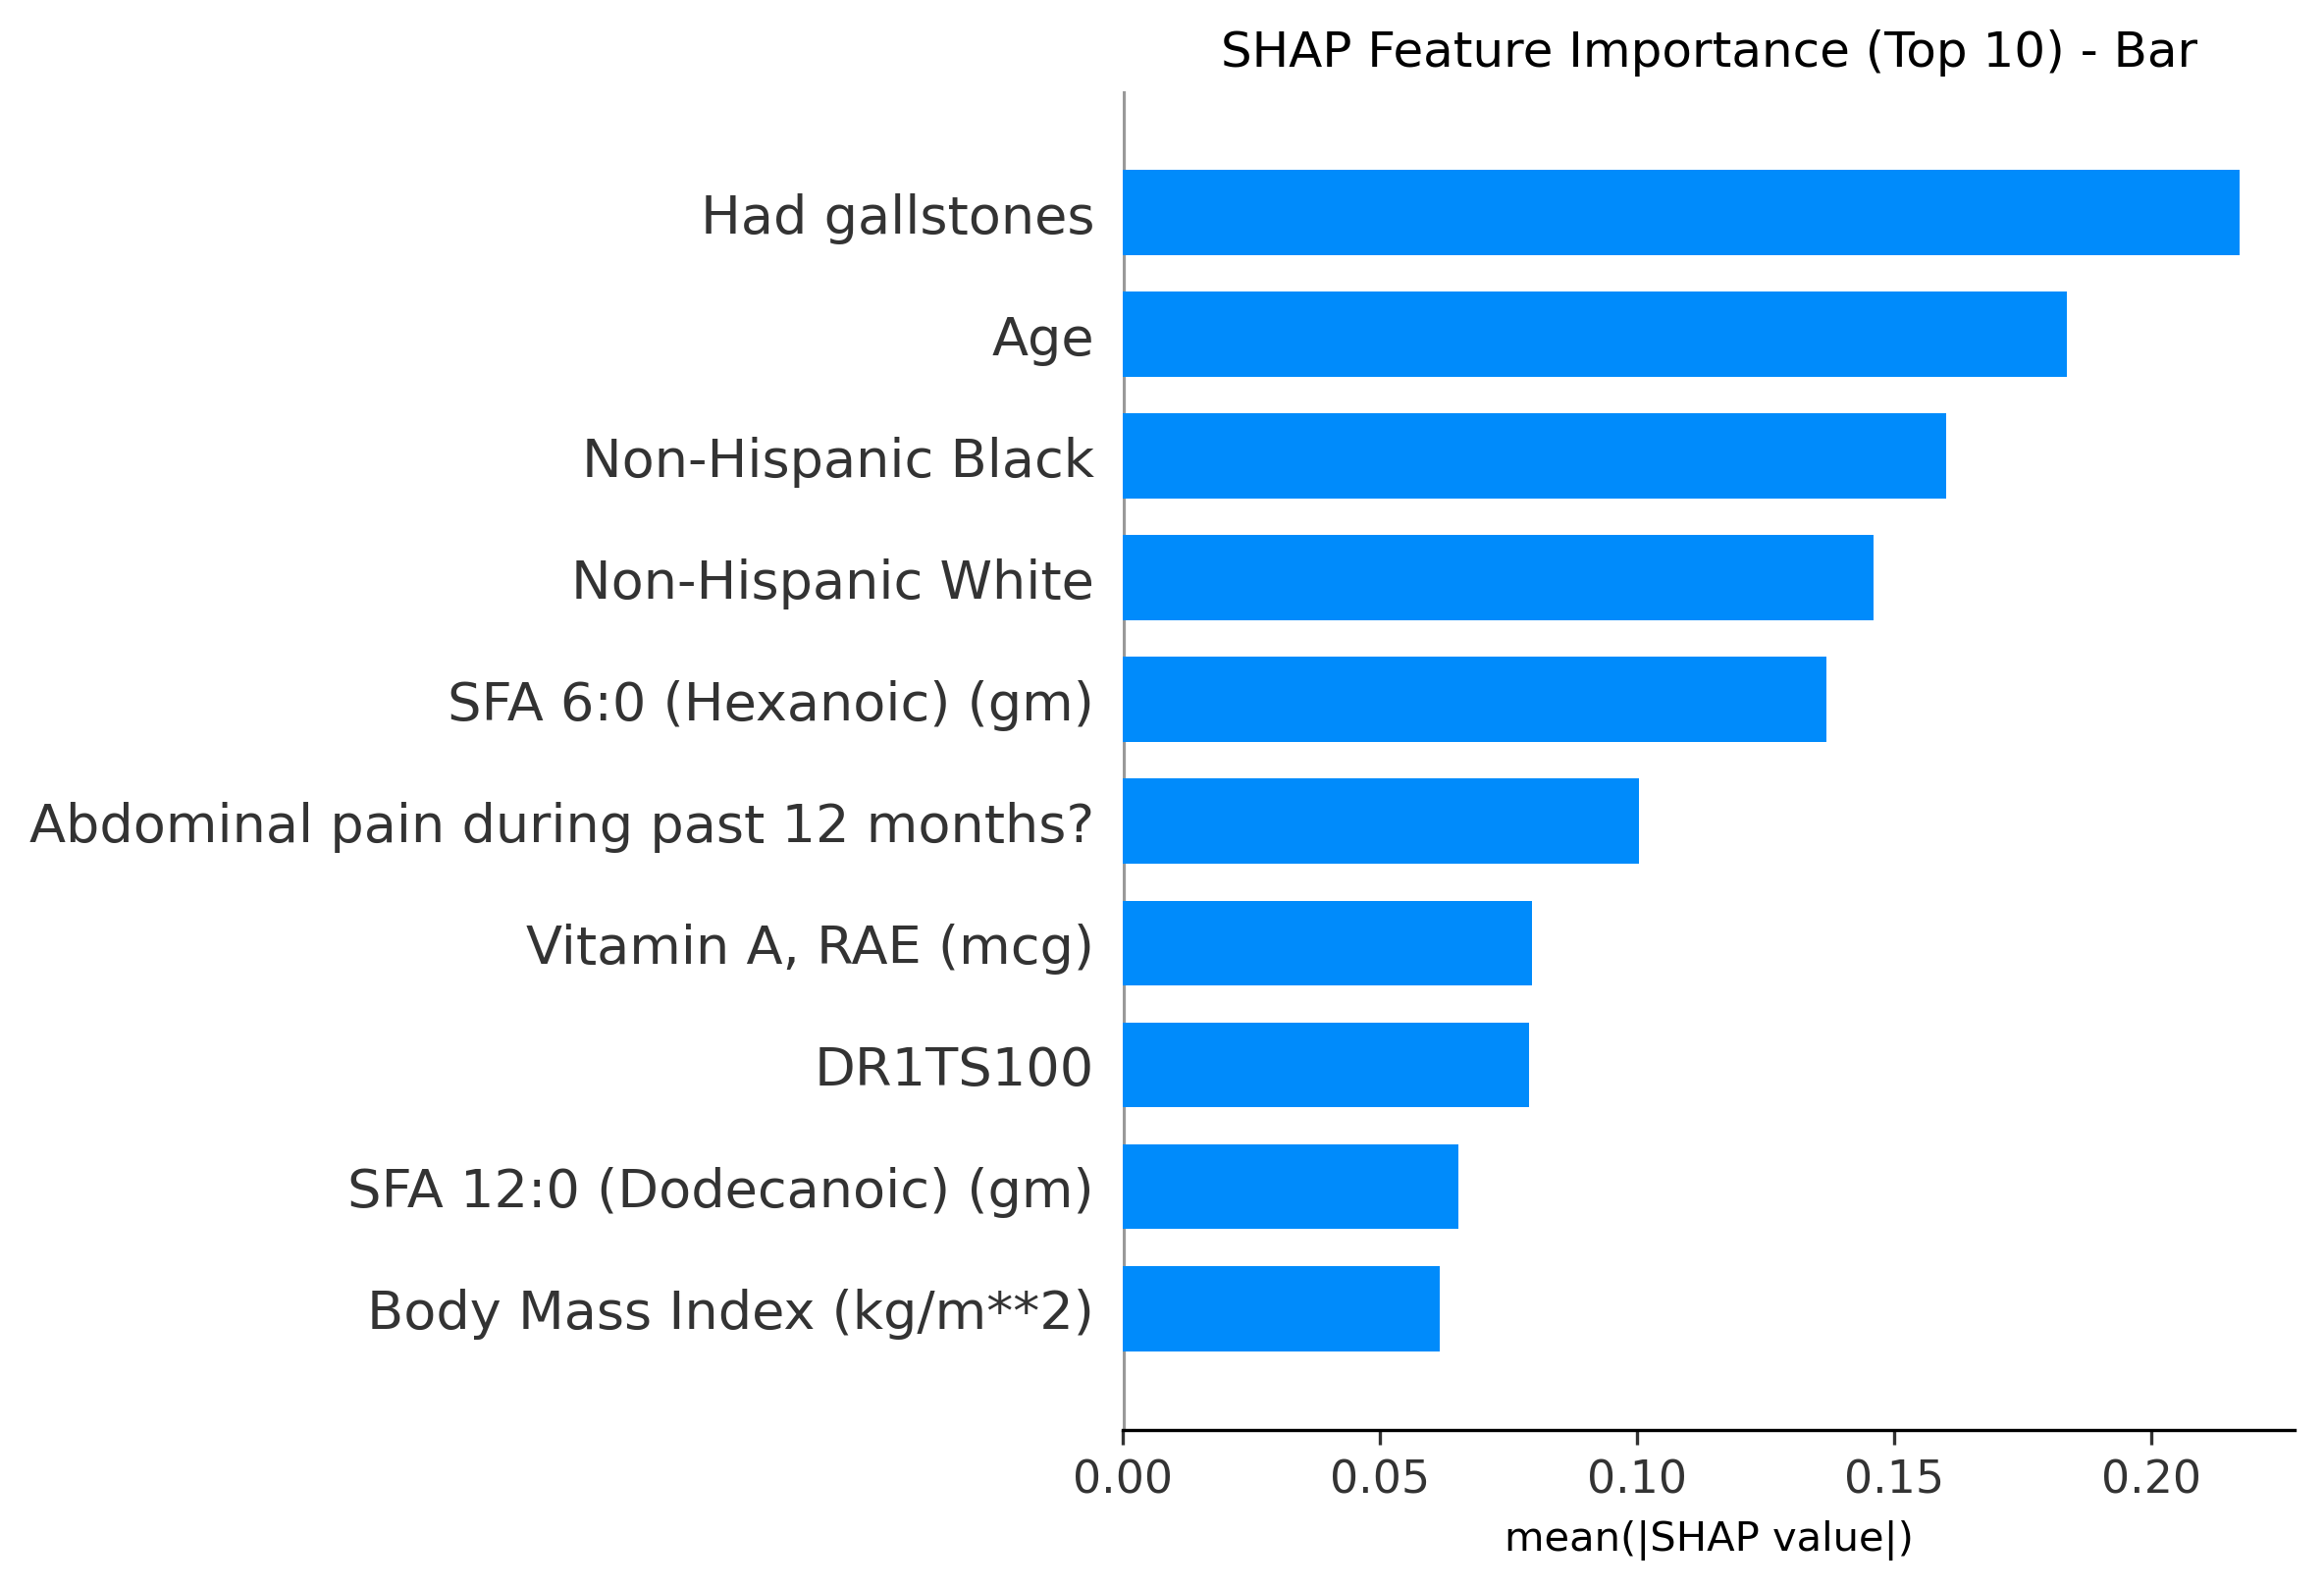 SHAP Feature Importance (Top 10) - Bar
Had gallstones
Age
Non-Hispanic Black
Non-Hispanic White
SFA 6:0 (Hexanoic) (gm)
Abdominal pain during past 12 months?
Vitamin A, RAE (mcg)
DR1TS100
SFA 12:0 (Dodecanoic) (gm)
Body Mass Index (kg/m**2)
0.00 0.05 0.10 0.15 0.20
mean(|SHAP value|)